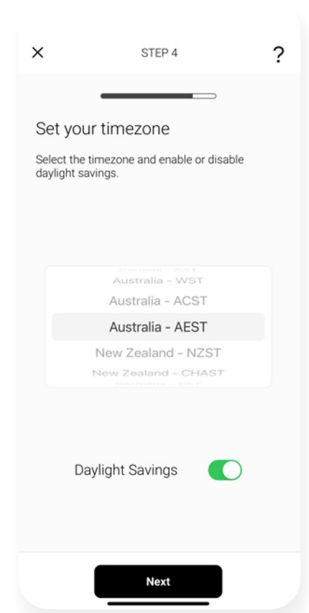 STEP 4
?
Set your timezone
Select the timezone and enable or disable
daylight savings.
Australia - WST
Australia - ACST
Australia - AEST
New Zealand - NZST
New Zealand - CHAST
Daylight Savings
Next